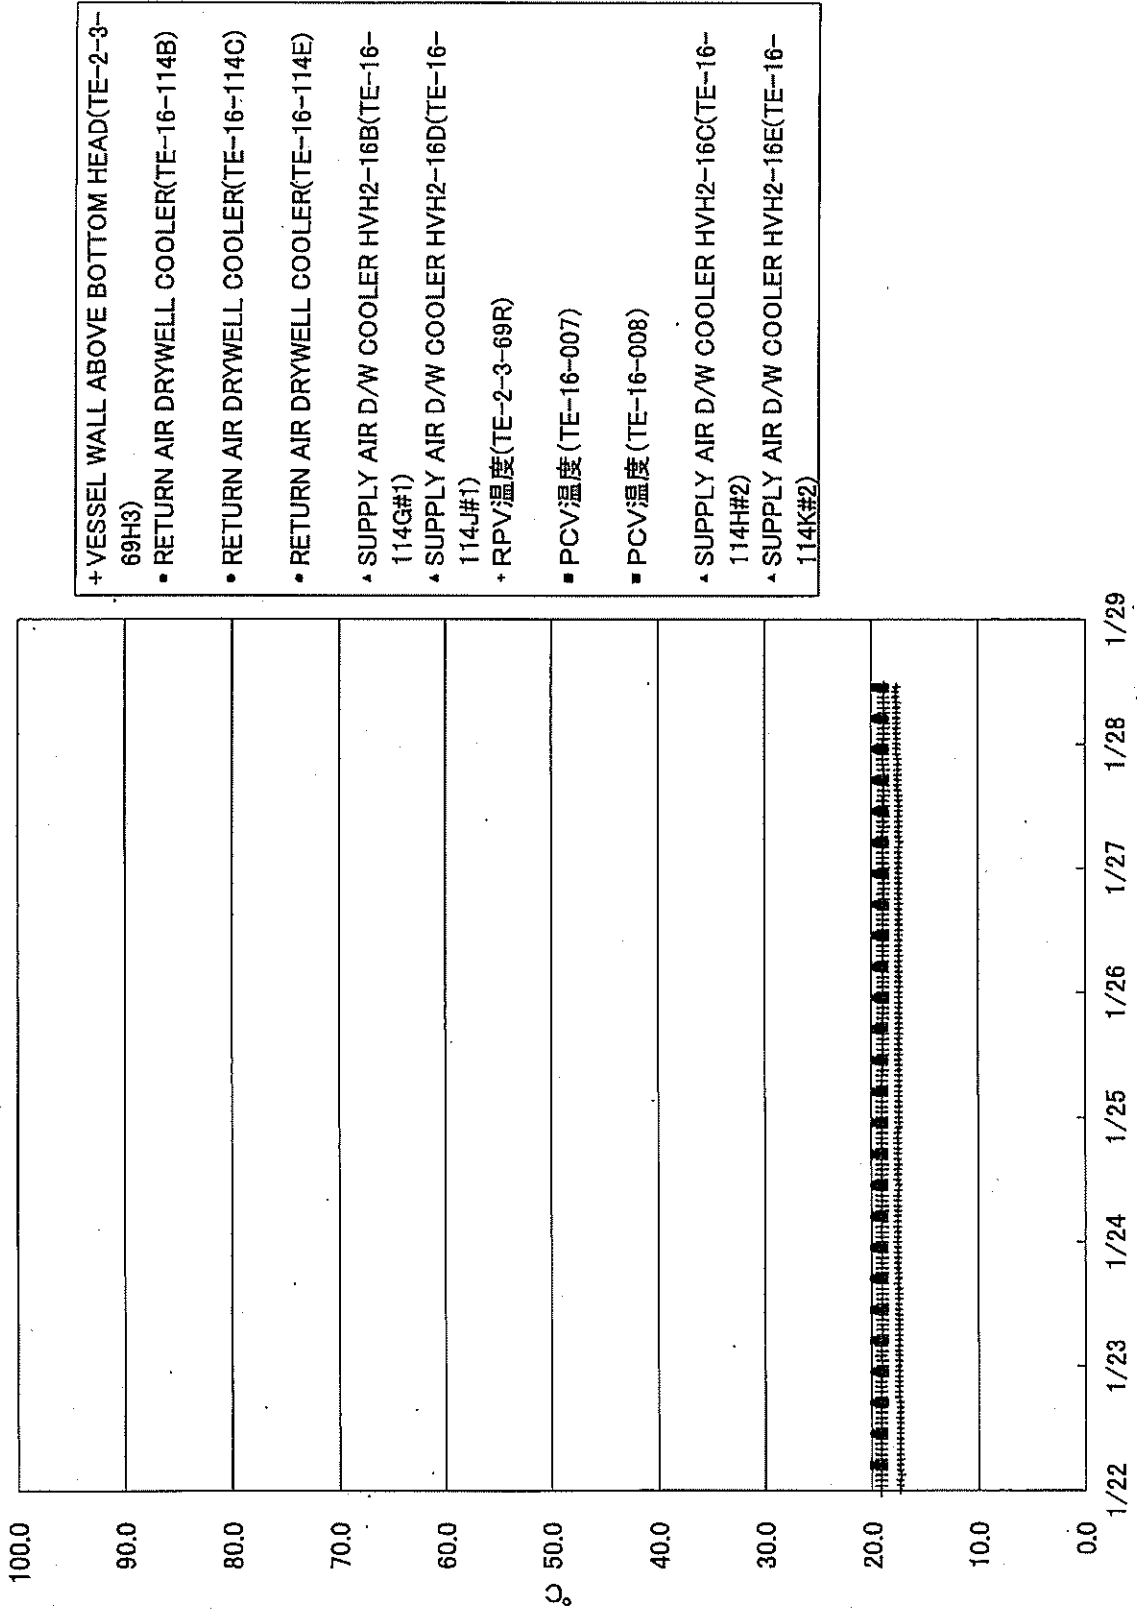 100.0
90.0
80.0
70.0
60.0
50.0
40.0
30.0
20.0
10.0
0.0
°C
1/22
1/23
1/24
1/25
1/26
1/27
1/28
1/29
+ VESSEL WALL ABOVE BOTTOM HEAD(TE-2-3-
69H3)
• RETURN AIR DRYWELL COOLER(TE-16-114B)
• RETURN AIR DRYWELL COOLER(TE-16-114C)
• RETURN AIR DRYWELL COOLER(TE-16-114E)
▲ SUPPLY AIR D/W COOLER HVH2-16B(TE-16-
114G#1)
▲ SUPPLY AIR D/W COOLER HVH2-16D(TE-16-
114J#1)
+ RPV温度(TE-2-3-69R)
■ PCV温度(TE-16-007)
■ PCV温度(TE-16-008)
▲ SUPPLY AIR D/W COOLER HVH2-16C(TE-16-
114H#2)
▲ SUPPLY AIR D/W COOLER HVH2-16E(TE-16-
114K#2)